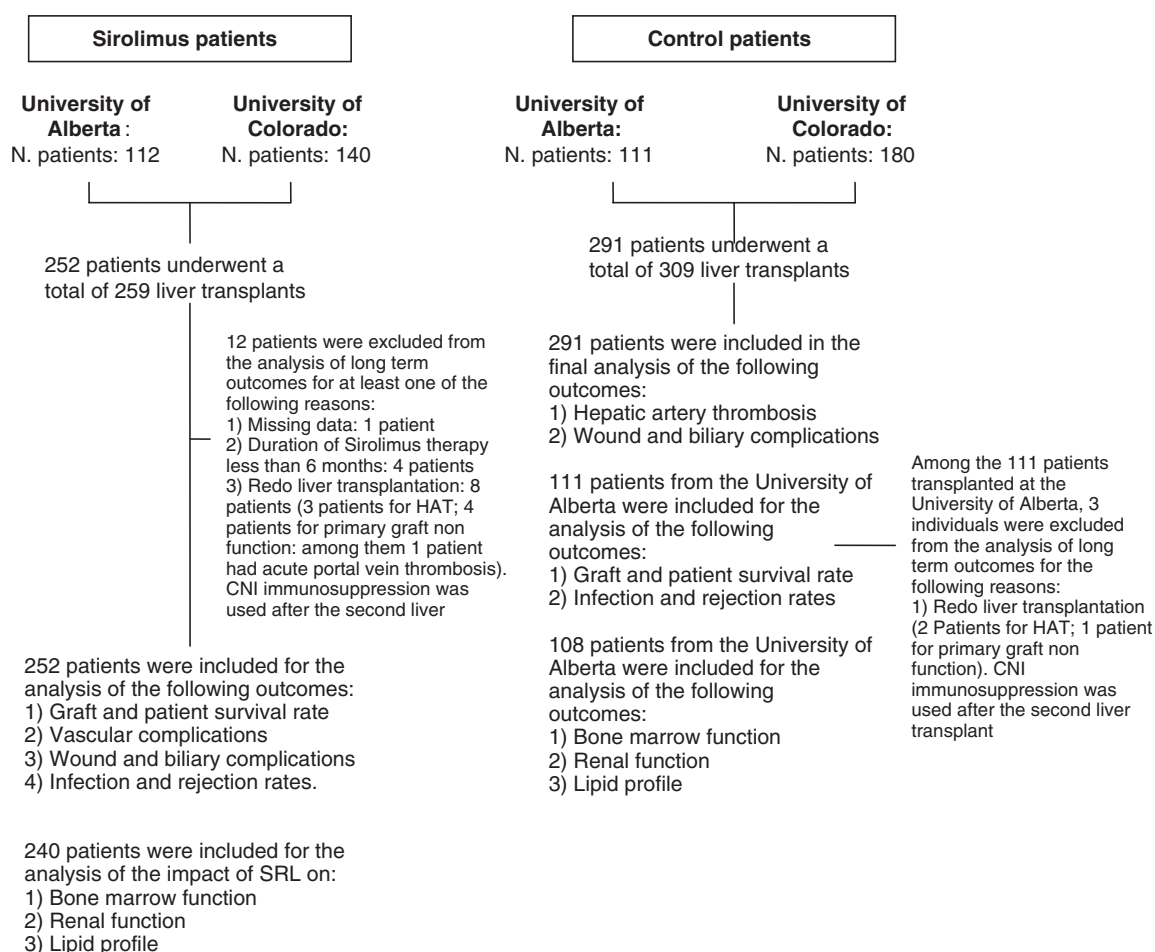 Sirolimus patients
University of
Alberta :
N. patients: 112
University of
Colorado:
N. patients: 140
252 patients underwent a
total of 259 liver transplants
12 patients were excluded from
the analysis of long term
outcomes for at least one of the
following reasons:
1) Missing data: 1 patient
2) Duration of Sirolimus therapy
less than 6 months: 4 patients
3) Redo liver transplantation: 8
patients (3 patients for HAT; 4
patients for primary graft non
function: among them 1 patient
had acute portal vein thrombosis).
CNI immunosuppression was
used after the second liver
252 patients were included for the
analysis of the following outcomes:
1) Graft and patient survival rate
2) Vascular complications
3) Wound and biliary complications
4) Infection and rejection rates.
240 patients were included for the
analysis of the impact of SRL on:
1) Bone marrow function
2) Renal function
3) Lipid profile
Control patients
University of
Alberta:
N. patients: 111
University of
Colorado:
N. patients: 180
291 patients underwent a
total of 309 liver transplants
291 patients were included in the
final analysis of the following
outcomes:
1) Hepatic artery thrombosis
2) Wound and biliary complications
111 patients from the University of
Alberta were included for the
analysis of the following
outcomes:
1) Graft and patient survival rate
2) Infection and rejection rates
Among the 111 patients
transplanted at the
University of Alberta, 3
individuals were excluded
from the analysis of long
term outcomes for the
following reasons:
1) Redo liver transplantation
(2 Patients for HAT; 1 patient
for primary graft non
function). CNI
immunosuppression was
used after the second liver
transplant
108 patients from the University of
Alberta were included for the
analysis of the following
outcomes:
1) Bone marrow function
2) Renal function
3) Lipid profile